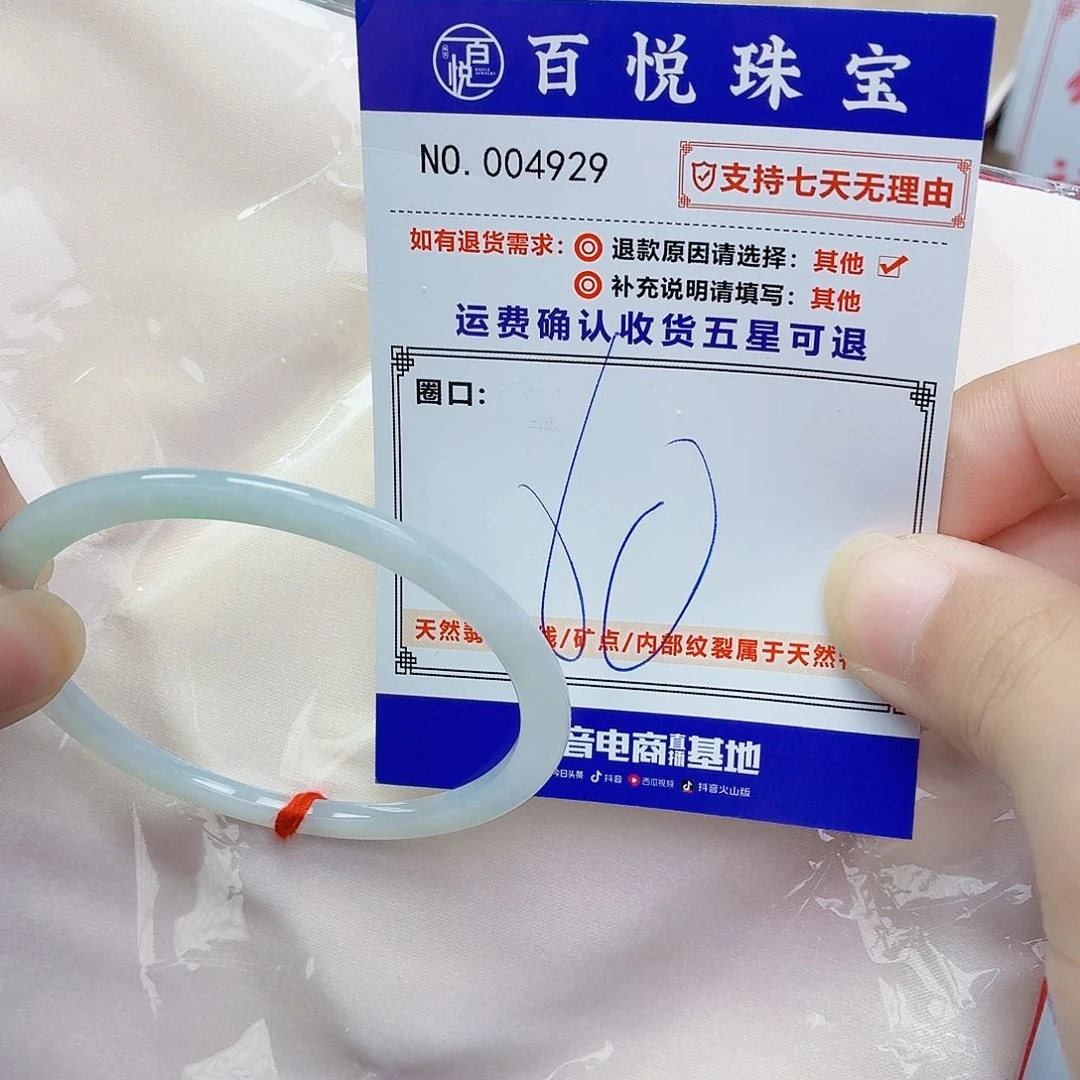 百悦珠宝
NO. 004929
支持七天无理由
如有退货需求: 退款原因请选择: 其他
补充说明请填写: 其他
运费确认收货五星可退
圈口:
60
天然 线/矿点/内部纹裂属于天然
音电商直播基地
今日头条 抖音 西瓜视频 抖音火山版